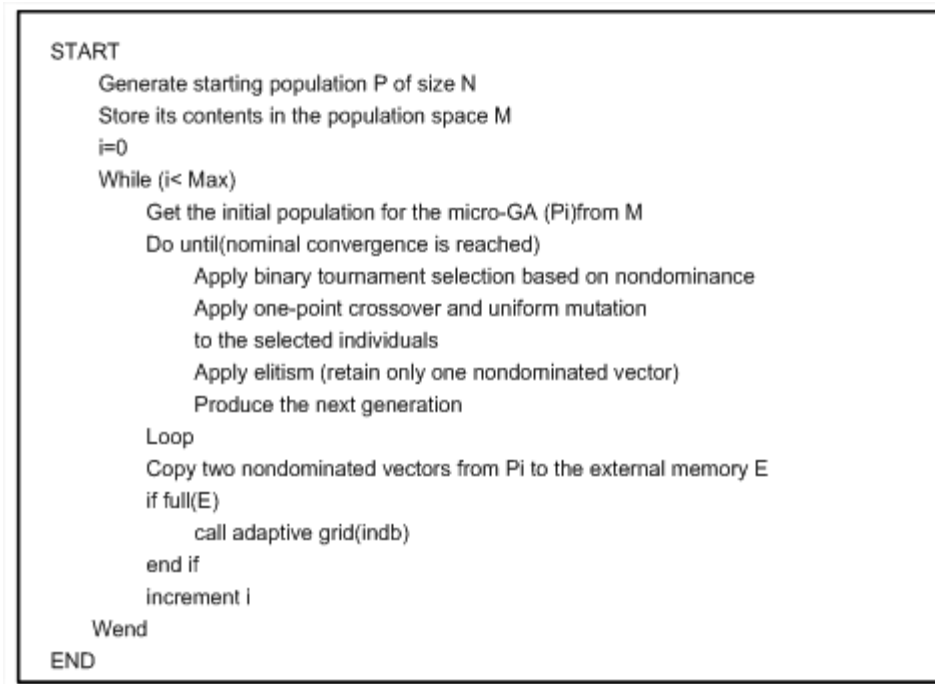 START
Generate starting population P of size N
Store its contents in the population space M
i=0
While (i< Max)
Get the initial population for the micro-GA (Pi)from M
Do until(nominal convergence is reached)
Apply binary tournament selection based on nondominance
Apply one-point crossover and uniform mutation
to the selected individuals
Apply elitism (retain only one nondominated vector)
Produce the next generation
Loop
Copy two nondominated vectors from Pi to the external memory E
if full(E)
call adaptive grid(indb)
end if
increment i
Wend
END